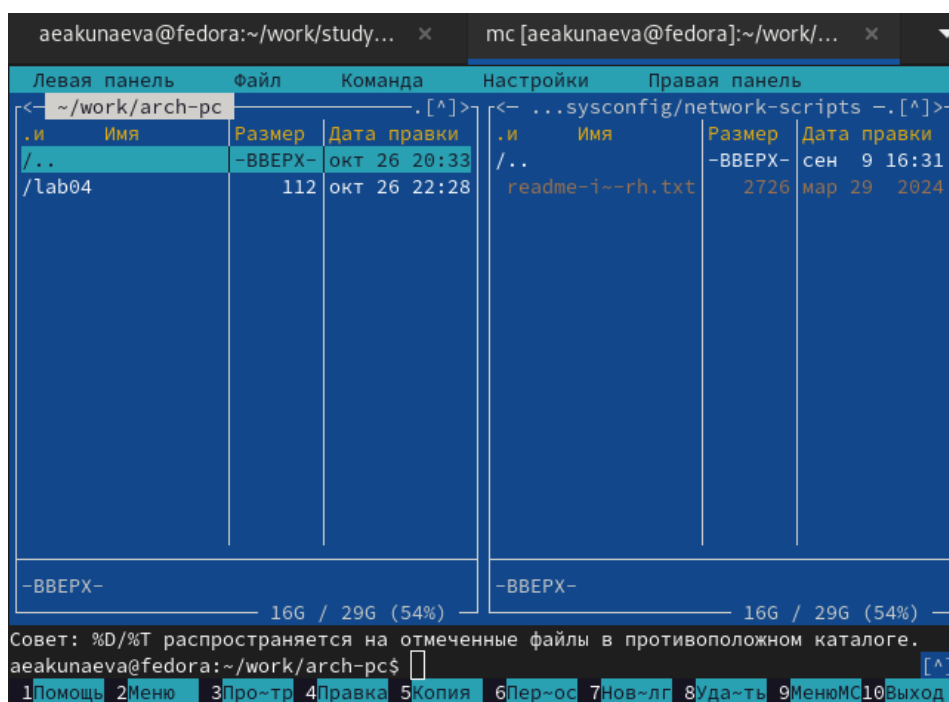 aeakunaeva@fedora:~/work/study... × mc [aeakunaeva@fedora]:~/work/... ×
Левая панель Файл Команда Настройки Правая панель
<— ~/work/arch-pc .[^]> <— ...sysconfig/network-scripts —.[^]>
.и Имя Размер Дата правки .и Имя Размер Дата правки
/.. -ВВЕРХ- окт 26 20:33 /.. -ВВЕРХ- сен 9 16:31
/lab04 112 окт 26 22:28 readme-i~~rh.txt 2726 мар 29 2024
-ВВЕРХ- -ВВЕРХ-
16G / 29G (54%) 16G / 29G (54%)
Совет: %D/%T распространяется на отмеченные файлы в противоположном каталоге.
aeakunaeva@fedora:~/work/arch-pc$ [^]
1Помощь 2Меню 3Про~тр 4Правка 5Копия 6Пер~ос 7Нов~лг 8Уда~ть 9МенюMC 10Выход